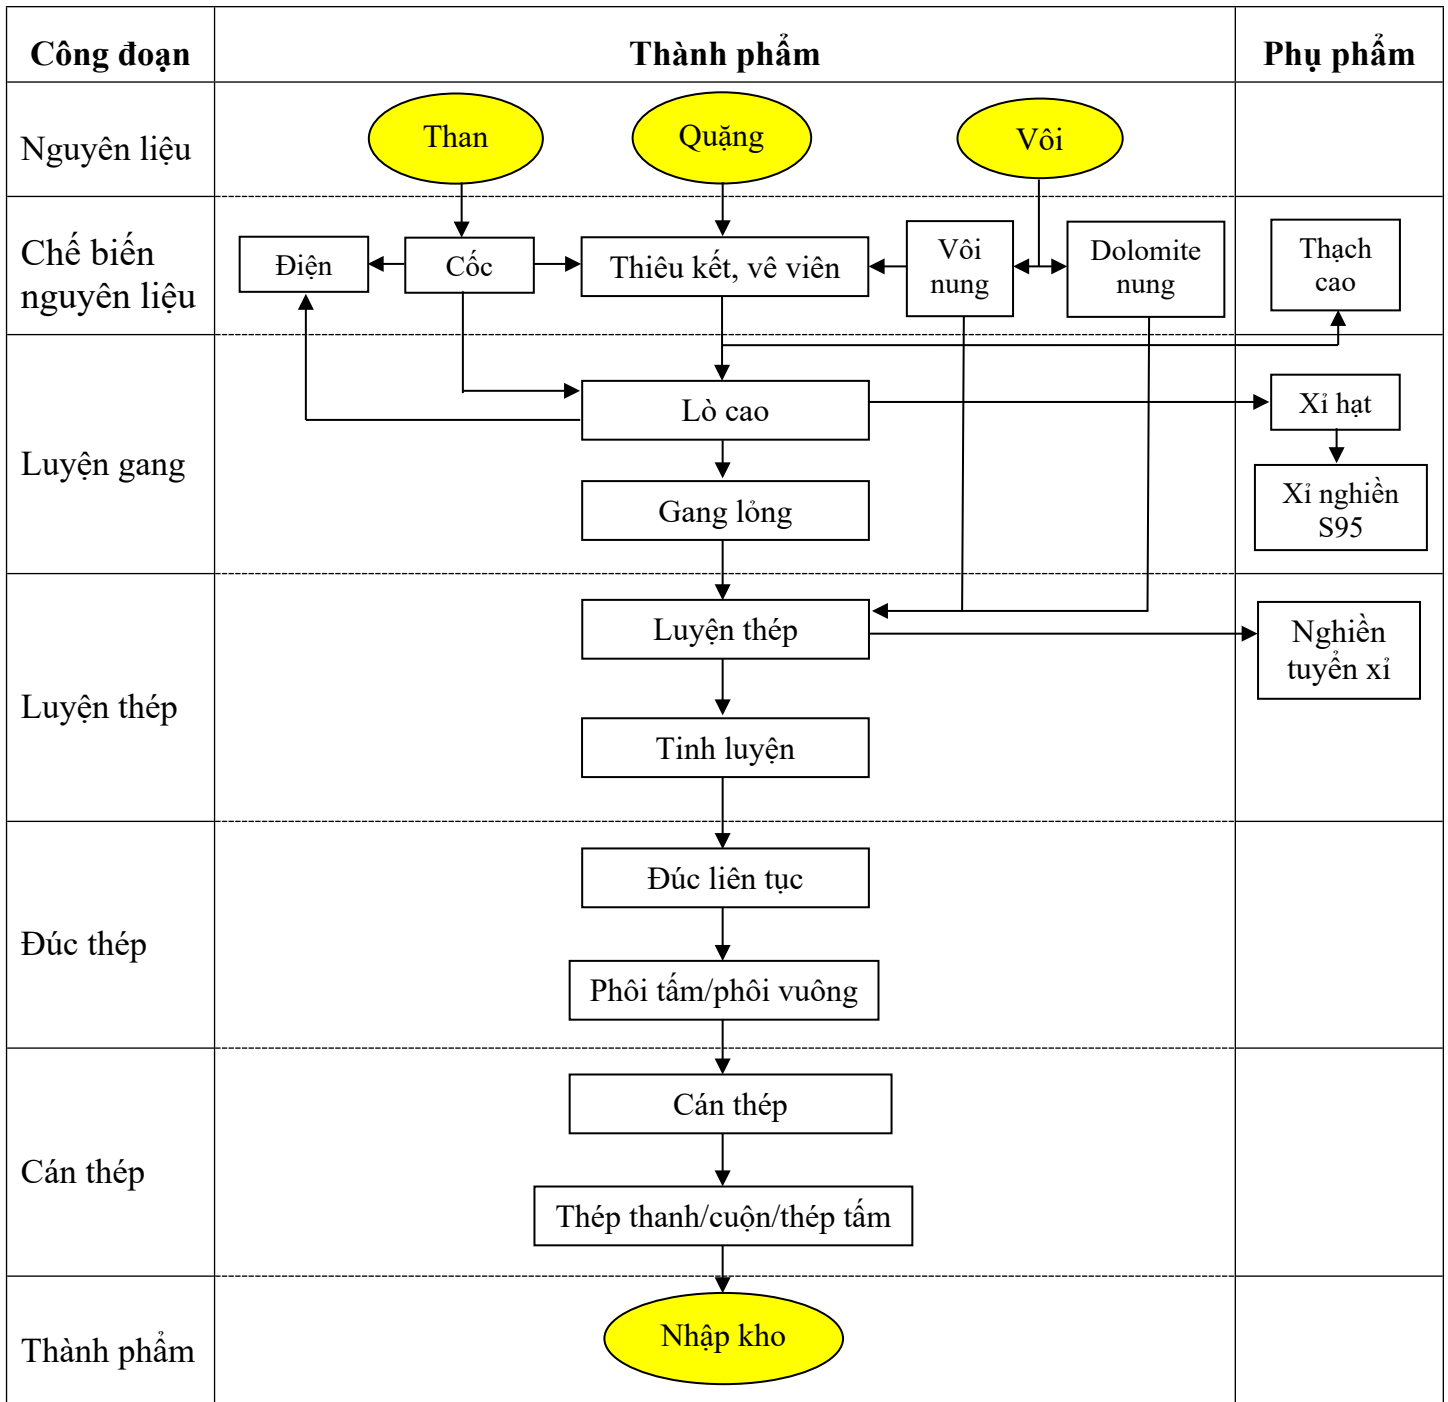 Công đoạn
Thành phẩm
Phụ phẩm
Nguyên liệu
Than
Quặng
Vôi
Chế biến
nguyên liệu
Điện
Cốc
Thiêu kết, vê viên
Vôi
nung
Dolomite
nung
Thạch
cao
Luyện gang
Lò cao
Xỉ hạt
Gang lỏng
Xỉ nghiền
S95
Luyện thép
Luyện thép
Nghiền
tuyển xỉ
Tinh luyện
Đúc thép
Đúc liên tục
Phôi tấm/phôi vuông
Cán thép
Cán thép
Thép thanh/cuộn/thép tấm
Thành phẩm
Nhập kho